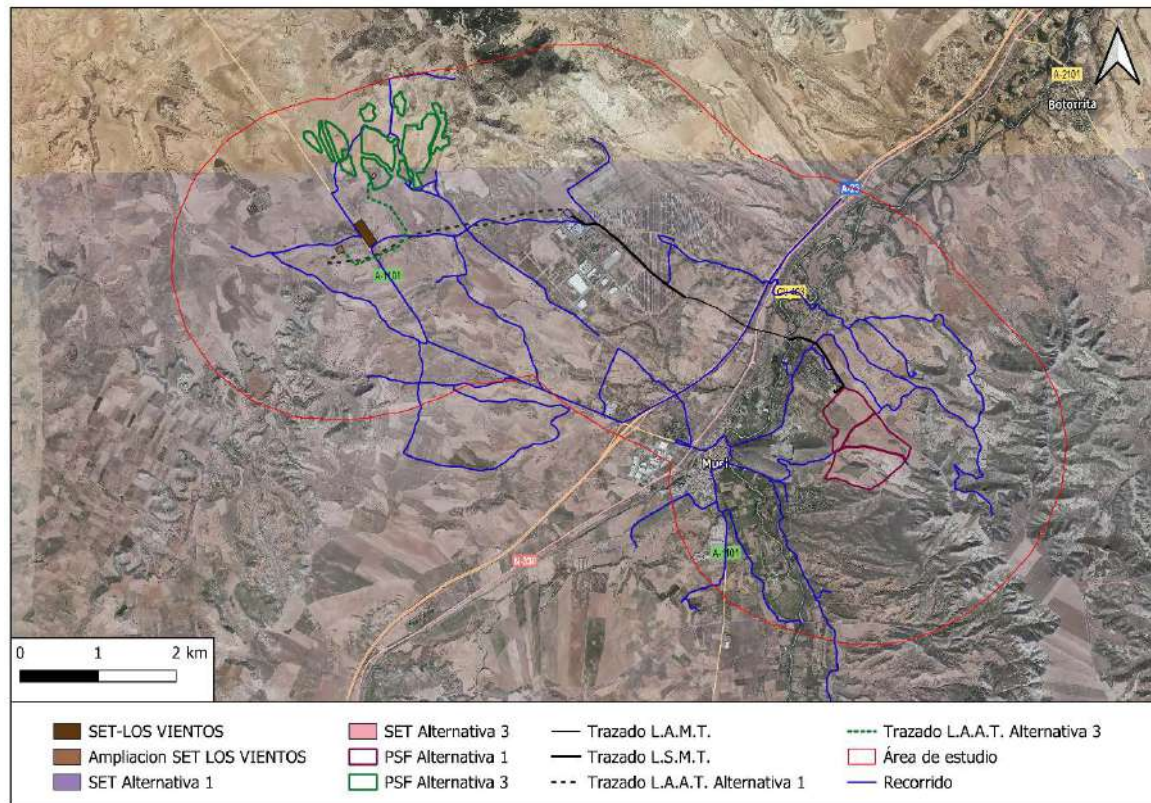 A-2101
Botorrita
A-23
A-1101
CV-403
Muel
N-330
A-1101
0 1 2 km
SET-LOS VIENTOS
Ampliacion SET LOS VIENTOS
SET Alternativa 1
SET Alternativa 3
PSF Alternativa 1
PSF Alternativa 3
Trazado L.A.M.T.
Trazado L.S.M.T.
Trazado L.A.A.T. Alternativa 1
Trazado L.A.A.T. Alternativa 3
Área de estudio
Recorrido